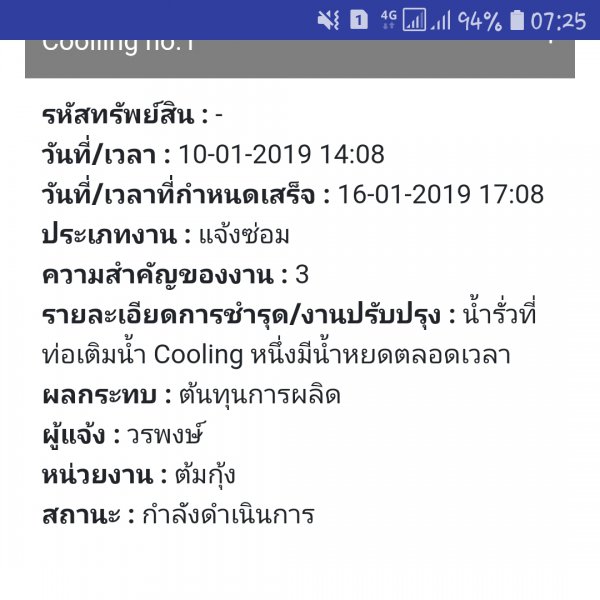 1 4G 94% 07:25
Coolling no.1
รหัสทรัพย์สิน : -
วันที่/เวลา : 10-01-2019 14:08
วันที่/เวลาที่กำหนดเสร็จ : 16-01-2019 17:08
ประเภทงาน : แจ้งซ่อม
ความสำคัญของงาน : 3
รายละเอียดการชำรุด/งานปรับปรุง : น้ำรั่วที่
ท่อเติมน้ำ Cooling หนึ่งมีน้ำหยดตลอดเวลา
ผลกระทบ : ต้นทุนการผลิด
ผู้แจ้ง : วรพงษ์
หน่วยงาน : ต้มกุ้ง
สถานะ : กำลังดำเนินการ